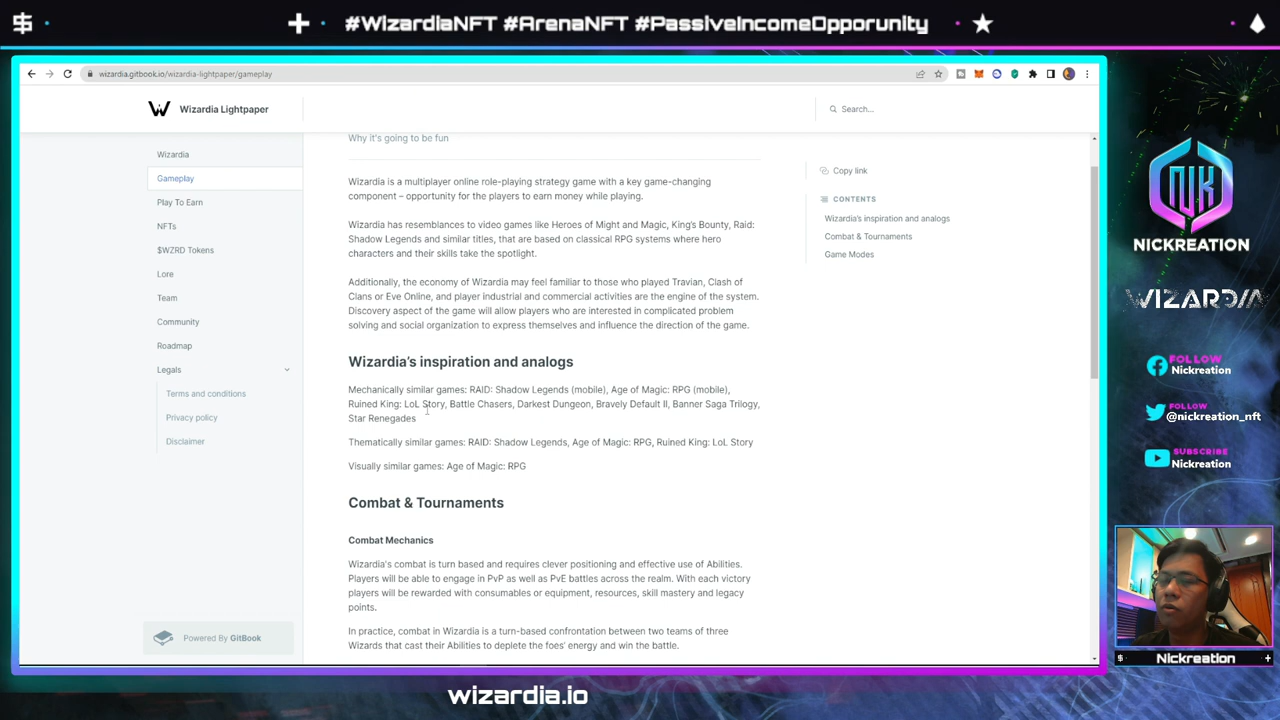 #WizardiaNFT #ArenaNFT #PassiveIncomeOpporunity
wizardia.gitbook.io/wizardia-lightpaper/gameplay
Wizardia Lightpaper
Search...
Wizardia
Gameplay
Play To Earn
NFTs
$WZRD Tokens
Lore
Team
Community
Roadmap
Legals
Terms and conditions
Privacy policy
Disclaimer
Powered By GitBook
Why it's going to be fun
Wizardia is a multiplayer online role-playing strategy game with a key game-changing
component – opportunity for the players to earn money while playing.
Wizardia has resemblances to video games like Heroes of Might and Magic, King's Bounty, Raid:
Shadow Legends and similar titles, that are based on classical RPG systems where hero
characters and their skills take the spotlight.
Additionally, the economy of Wizardia may feel familiar to those who played Travian, Clash of
Clans or Eve Online, and player industrial and commercial activities are the engine of the system.
Discovery aspect of the game will allow players who are interested in complicated problem
solving and social organization to express themselves and influence the direction of the game.
Wizardia's inspiration and analogs
Mechanically similar games: RAID: Shadow Legends (mobile), Age of Magic: RPG (mobile),
Ruined King: LoL Story, Battle Chasers, Darkest Dungeon, Bravely Default II, Banner Saga Trilogy,
Star Renegades
Thematically similar games: RAID: Shadow Legends, Age of Magic: RPG, Ruined King: LoL Story
Visually similar games: Age of Magic: RPG
Combat & Tournaments
Combat Mechanics
Wizardia's combat is turn based and requires clever positioning and effective use of Abilities.
Players will be able to engage in PvP as well as PvE battles across the realm. With each victory
players will be rewarded with consumables or equipment, resources, skill mastery and legacy
points.
In practice, combat in Wizardia is a turn-based confrontation between two teams of three
Wizards that cast their Abilities to deplete the foes' energy and win the battle.
Copy link
CONTENTS
Wizardia's inspiration and analogs
Combat & Tournaments
Game Modes
NICKREATION
WIZARDIA
FOLLOW
Nickreation
FOLLOW
@nickreation_nft
SUBSCRIBE
Nickreation
Nickreation
wizardia.io